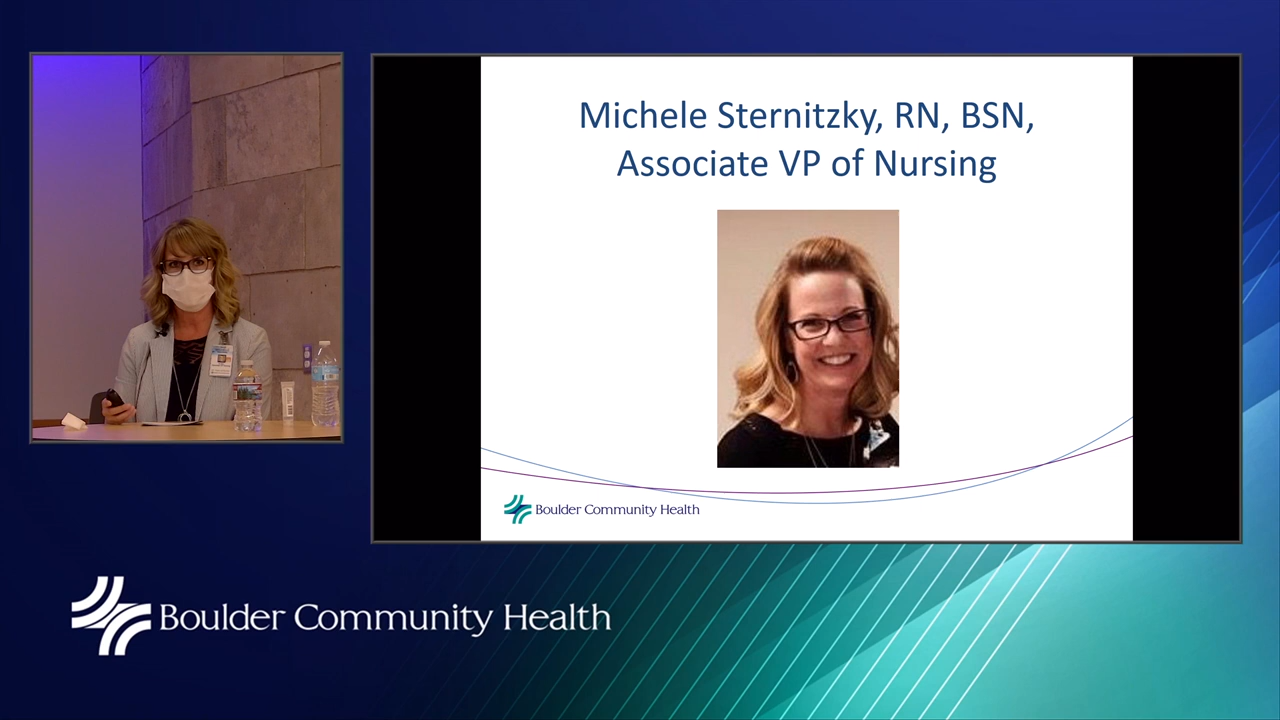 Michele Sternitzky, RN, BSN,
Associate VP of Nursing
Boulder Community Health
Boulder Community Health